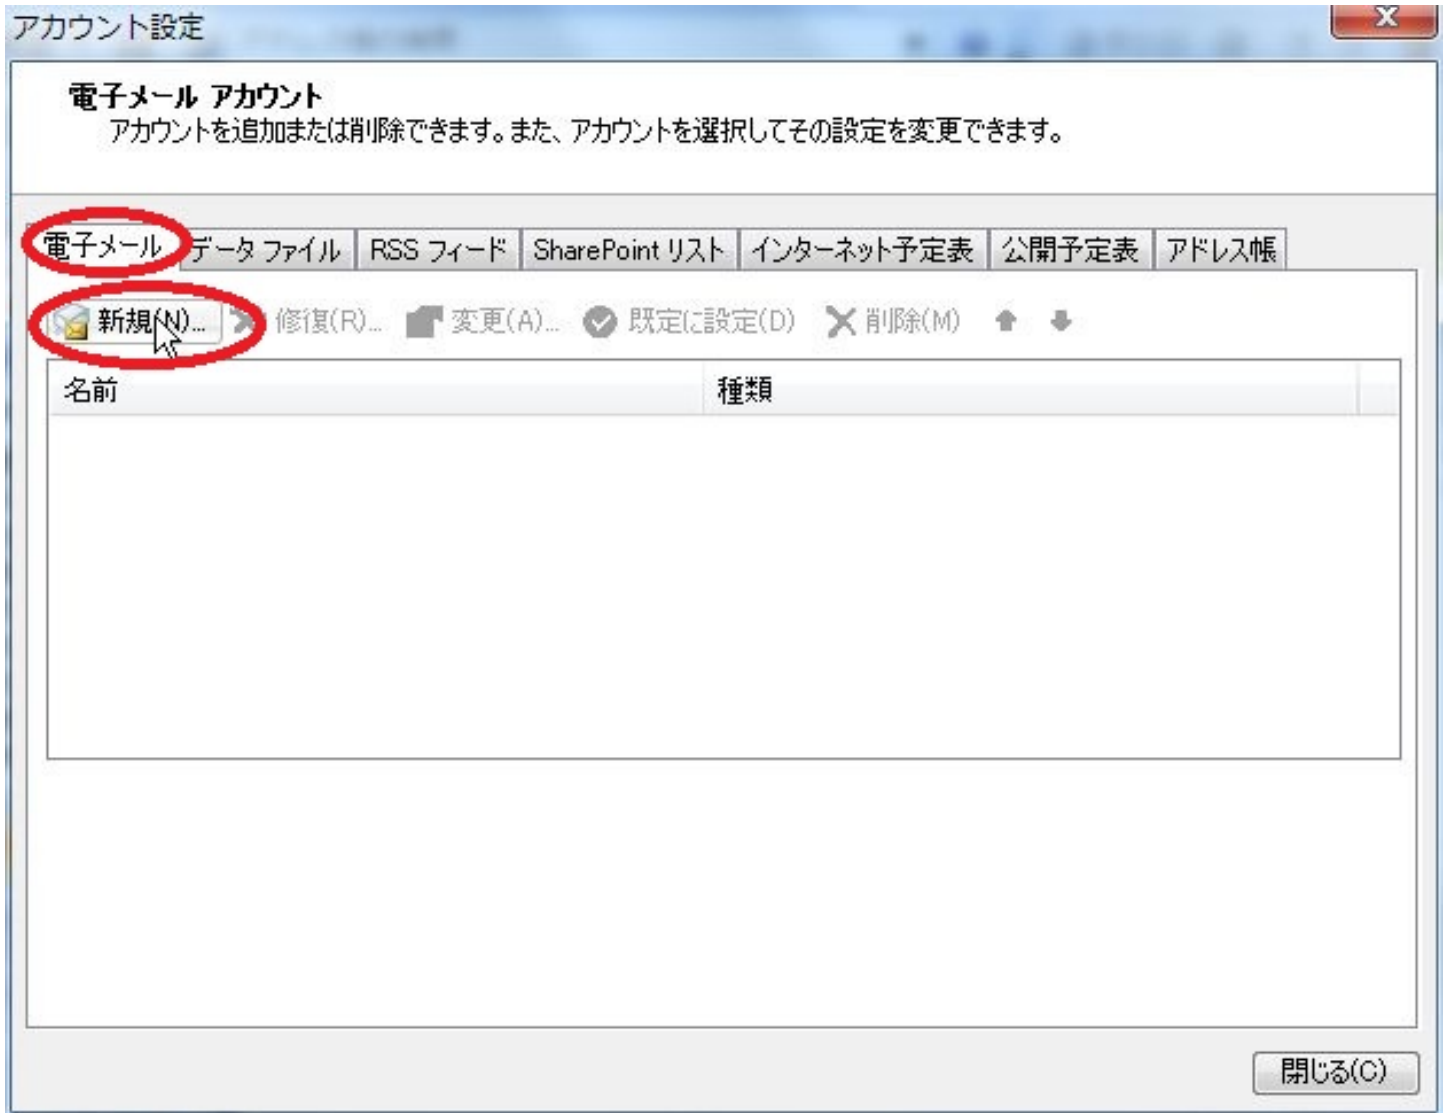 アカウント設定
電子メール アカウント
アカウントを追加または削除できます。また、アカウントを選択してその設定を変更できます。
電子メール データ ファイル RSS フィード SharePoint リスト インターネット予定表 公開予定表 アドレス帳
新規(N)... 修復(R)... 変更(A)... 既定に設定(D) 削除(M)
名前 種類
閉じる(C)